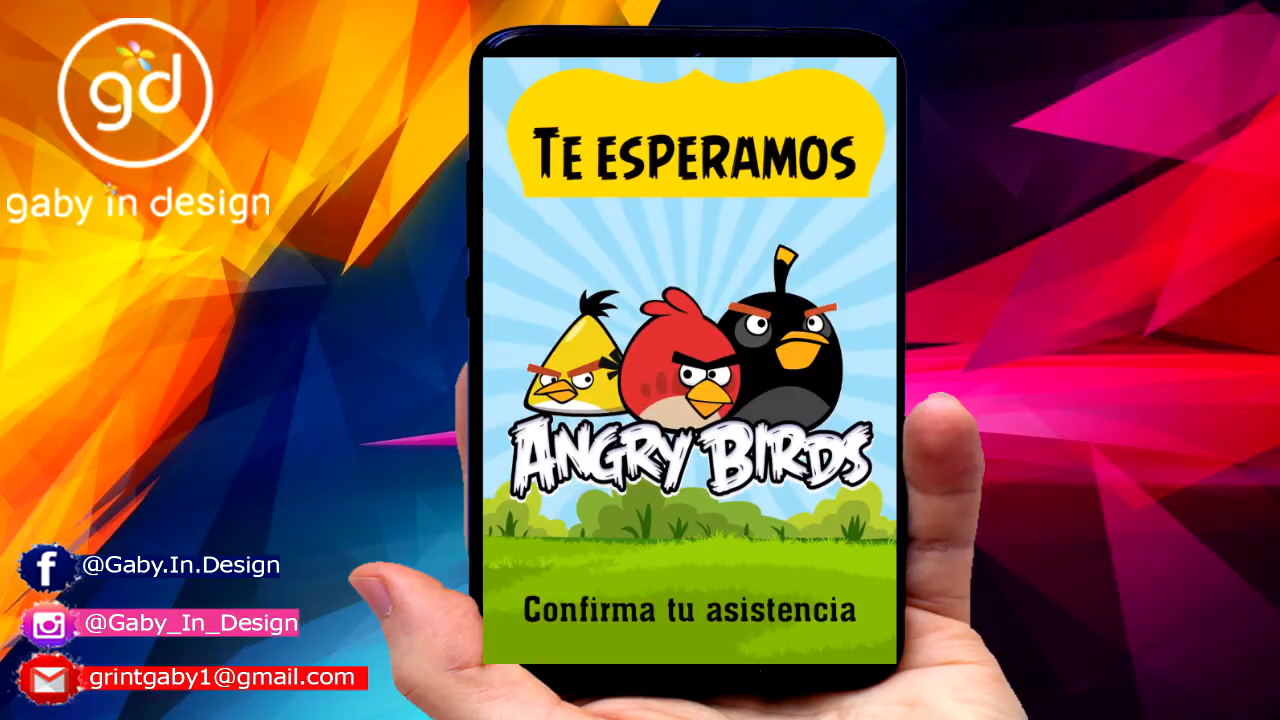 gd
gaby in design
TE ESPERAMOS
ANGRY BIRDS
@Gaby.In.Design
@Gaby_In_Design
grintgaby1@gmail.com
Confirma tu asistencia